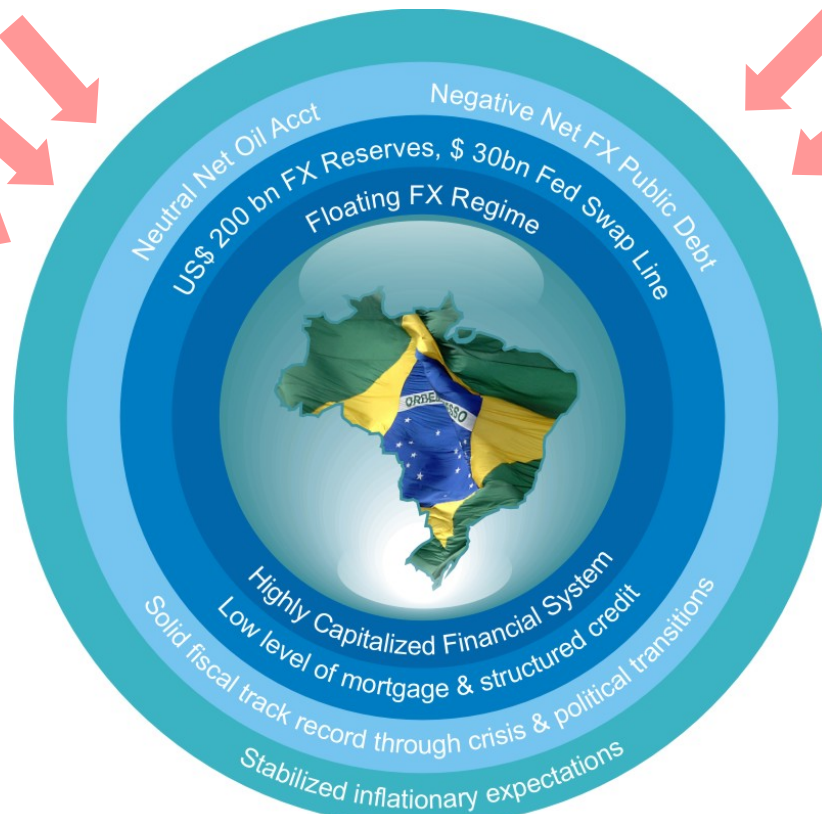 Neutral Net Oil Acct
Negative Net FX Public Debt
US$ 200 bn FX Reserves, $ 30bn Fed Swap Line
Floating FX Regime
Highly Capitalized Financial System
Low level of mortgage & structured credit
Solid fiscal track record through crisis & political transitions
Stabilized inflationary expectations